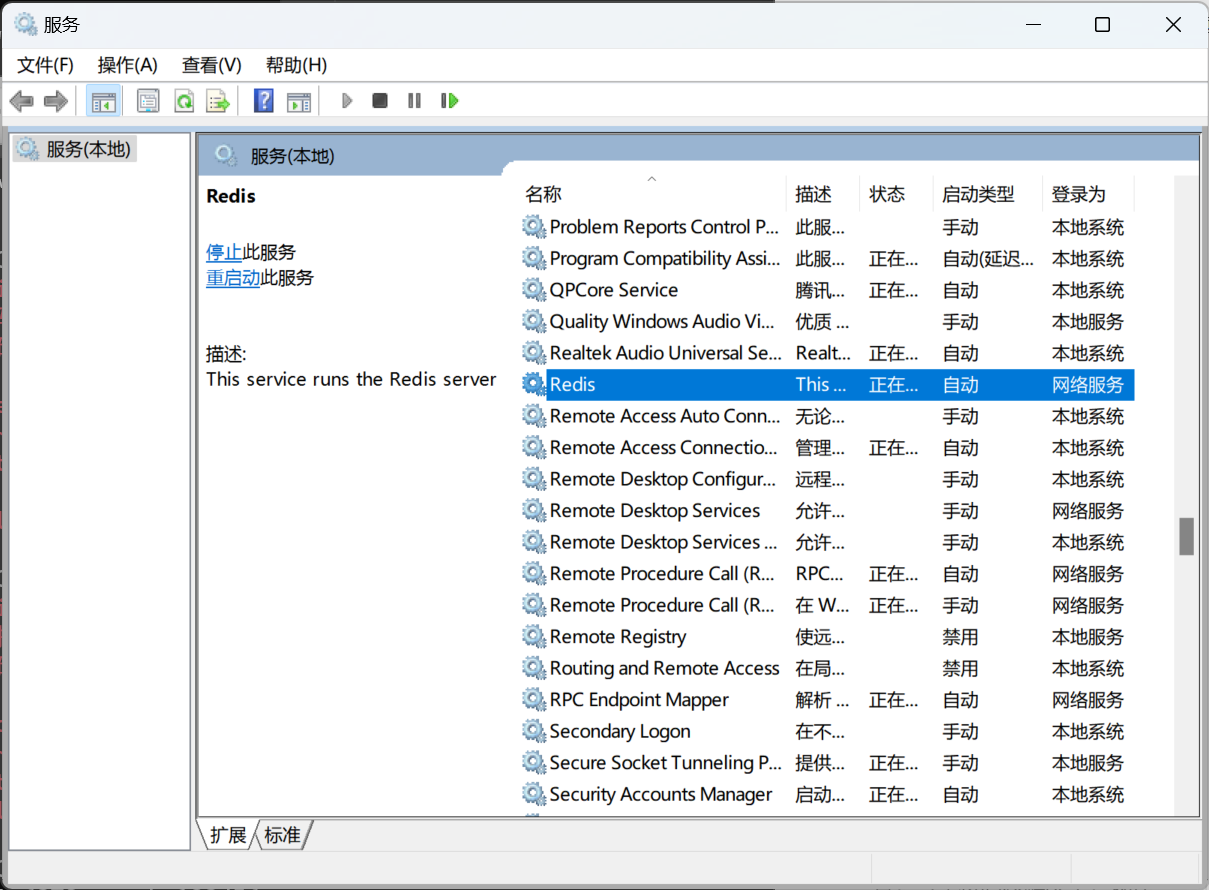 服务
文件(F) 操作(A) 查看(V) 帮助(H)
服务(本地)
服务(本地)
Redis
停止此服务
重启动此服务
描述:
This service runs the Redis server
名称 描述 状态 启动类型 登录为
Problem Reports Control P... 此服... 手动 本地系统
Program Compatibility Assi... 此服... 正在... 自动(延迟... 本地系统
QPCore Service 腾讯... 正在... 自动 本地系统
Quality Windows Audio Vi... 优质 ... 手动 本地服务
Realtek Audio Universal Se... Realt... 正在... 自动 本地系统
Redis This ... 正在... 自动 网络服务
Remote Access Auto Conn... 无论... 手动 本地系统
Remote Access Connectio... 管理... 正在... 自动 本地系统
Remote Desktop Configur... 远程... 手动 本地系统
Remote Desktop Services 允许... 手动 网络服务
Remote Desktop Services ... 允许... 手动 本地系统
Remote Procedure Call (R... RPC... 正在... 自动 网络服务
Remote Procedure Call (R... 在 W... 正在... 手动 网络服务
Remote Registry 使远... 禁用 本地服务
Routing and Remote Access 在局... 禁用 本地系统
RPC Endpoint Mapper 解析 ... 正在... 自动 网络服务
Secondary Logon 在不... 手动 本地系统
Secure Socket Tunneling P... 提供... 正在... 手动 本地服务
Security Accounts Manager 启动... 正在... 自动 本地系统
扩展 标准